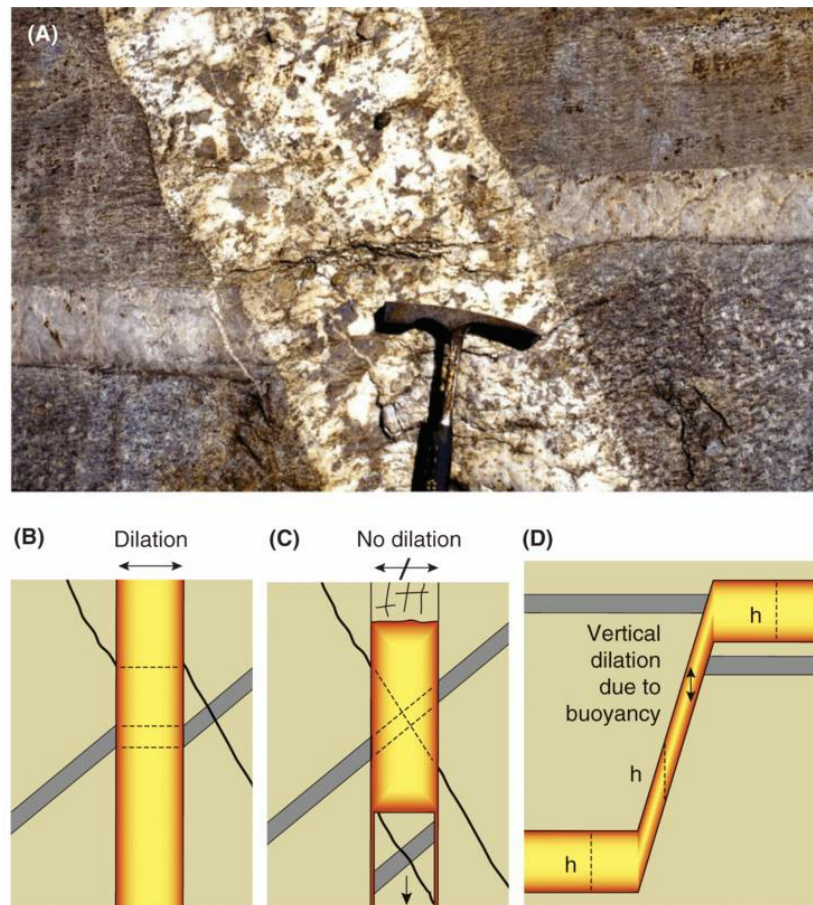 (A)
(B)
Dilation
(C)
No dilation
(D)
h
Vertical
dilation
due to
buoyancy
h
h